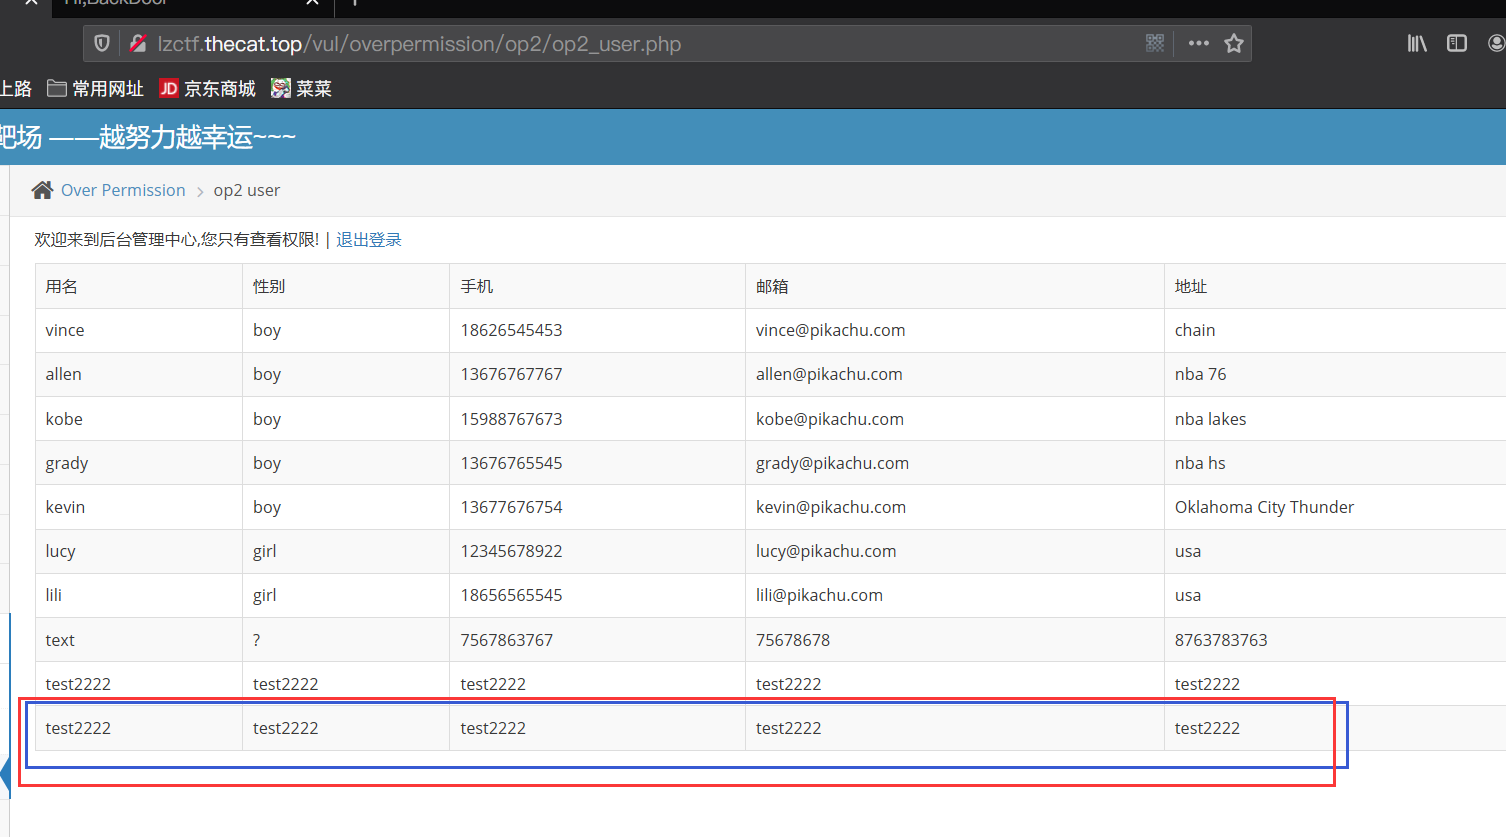 Hi,BackDoor
lzctf.thecat.top/vul/overpermission/op2/op2_user.php
上路 常用网址 JD 京东商城 菜菜
靶场 ——越努力越幸运~~~
Over Permission > op2 user
欢迎来到后台管理中心,您只有查看权限! | 退出登录
用名 性别 手机 邮箱 地址
vince boy 18626545453 vince@pikachu.com chain
allen boy 13676767767 allen@pikachu.com nba 76
kobe boy 15988767673 kobe@pikachu.com nba lakes
grady boy 13676765545 grady@pikachu.com nba hs
kevin boy 13677676754 kevin@pikachu.com Oklahoma City Thunder
lucy girl 12345678922 lucy@pikachu.com usa
lili girl 18656565545 lili@pikachu.com usa
text ? 7567863767 75678678 8763783763
test2222 test2222 test2222 test2222 test2222
test2222 test2222 test2222 test2222 test2222